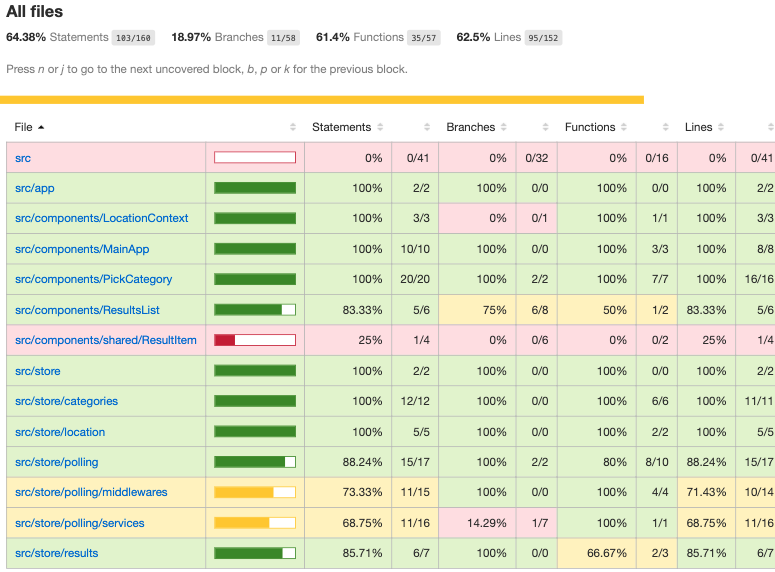 All files
64.38% Statements 103/160 18.97% Branches 11/58 61.4% Functions 35/57 62.5% Lines 95/152
Press n or j to go to the next uncovered block, b, p or k for the previous block.
File Statements Branches Functions Lines
src 0% 0/41 0% 0/32 0% 0/16 0% 0/41
src/app 100% 2/2 100% 0/0 100% 0/0 100% 2/2
src/components/LocationContext 100% 3/3 0% 0/1 100% 1/1 100% 3/3
src/components/MainApp 100% 10/10 100% 0/0 100% 3/3 100% 8/8
src/components/PickCategory 100% 20/20 100% 2/2 100% 7/7 100% 16/16
src/components/ResultsList 83.33% 5/6 75% 6/8 50% 1/2 83.33% 5/6
src/components/shared/ResultItem 25% 1/4 0% 0/6 0% 0/2 25% 1/4
src/store 100% 2/2 100% 0/0 100% 0/0 100% 2/2
src/store/categories 100% 12/12 100% 0/0 100% 6/6 100% 11/11
src/store/location 100% 5/5 100% 0/0 100% 2/2 100% 5/5
src/store/polling 88.24% 15/17 100% 2/2 80% 8/10 88.24% 15/17
src/store/polling/middlewares 73.33% 11/15 100% 0/0 100% 4/4 71.43% 10/14
src/store/polling/services 68.75% 11/16 14.29% 1/7 100% 1/1 68.75% 11/16
src/store/results 85.71% 6/7 100% 0/0 66.67% 2/3 85.71% 6/7